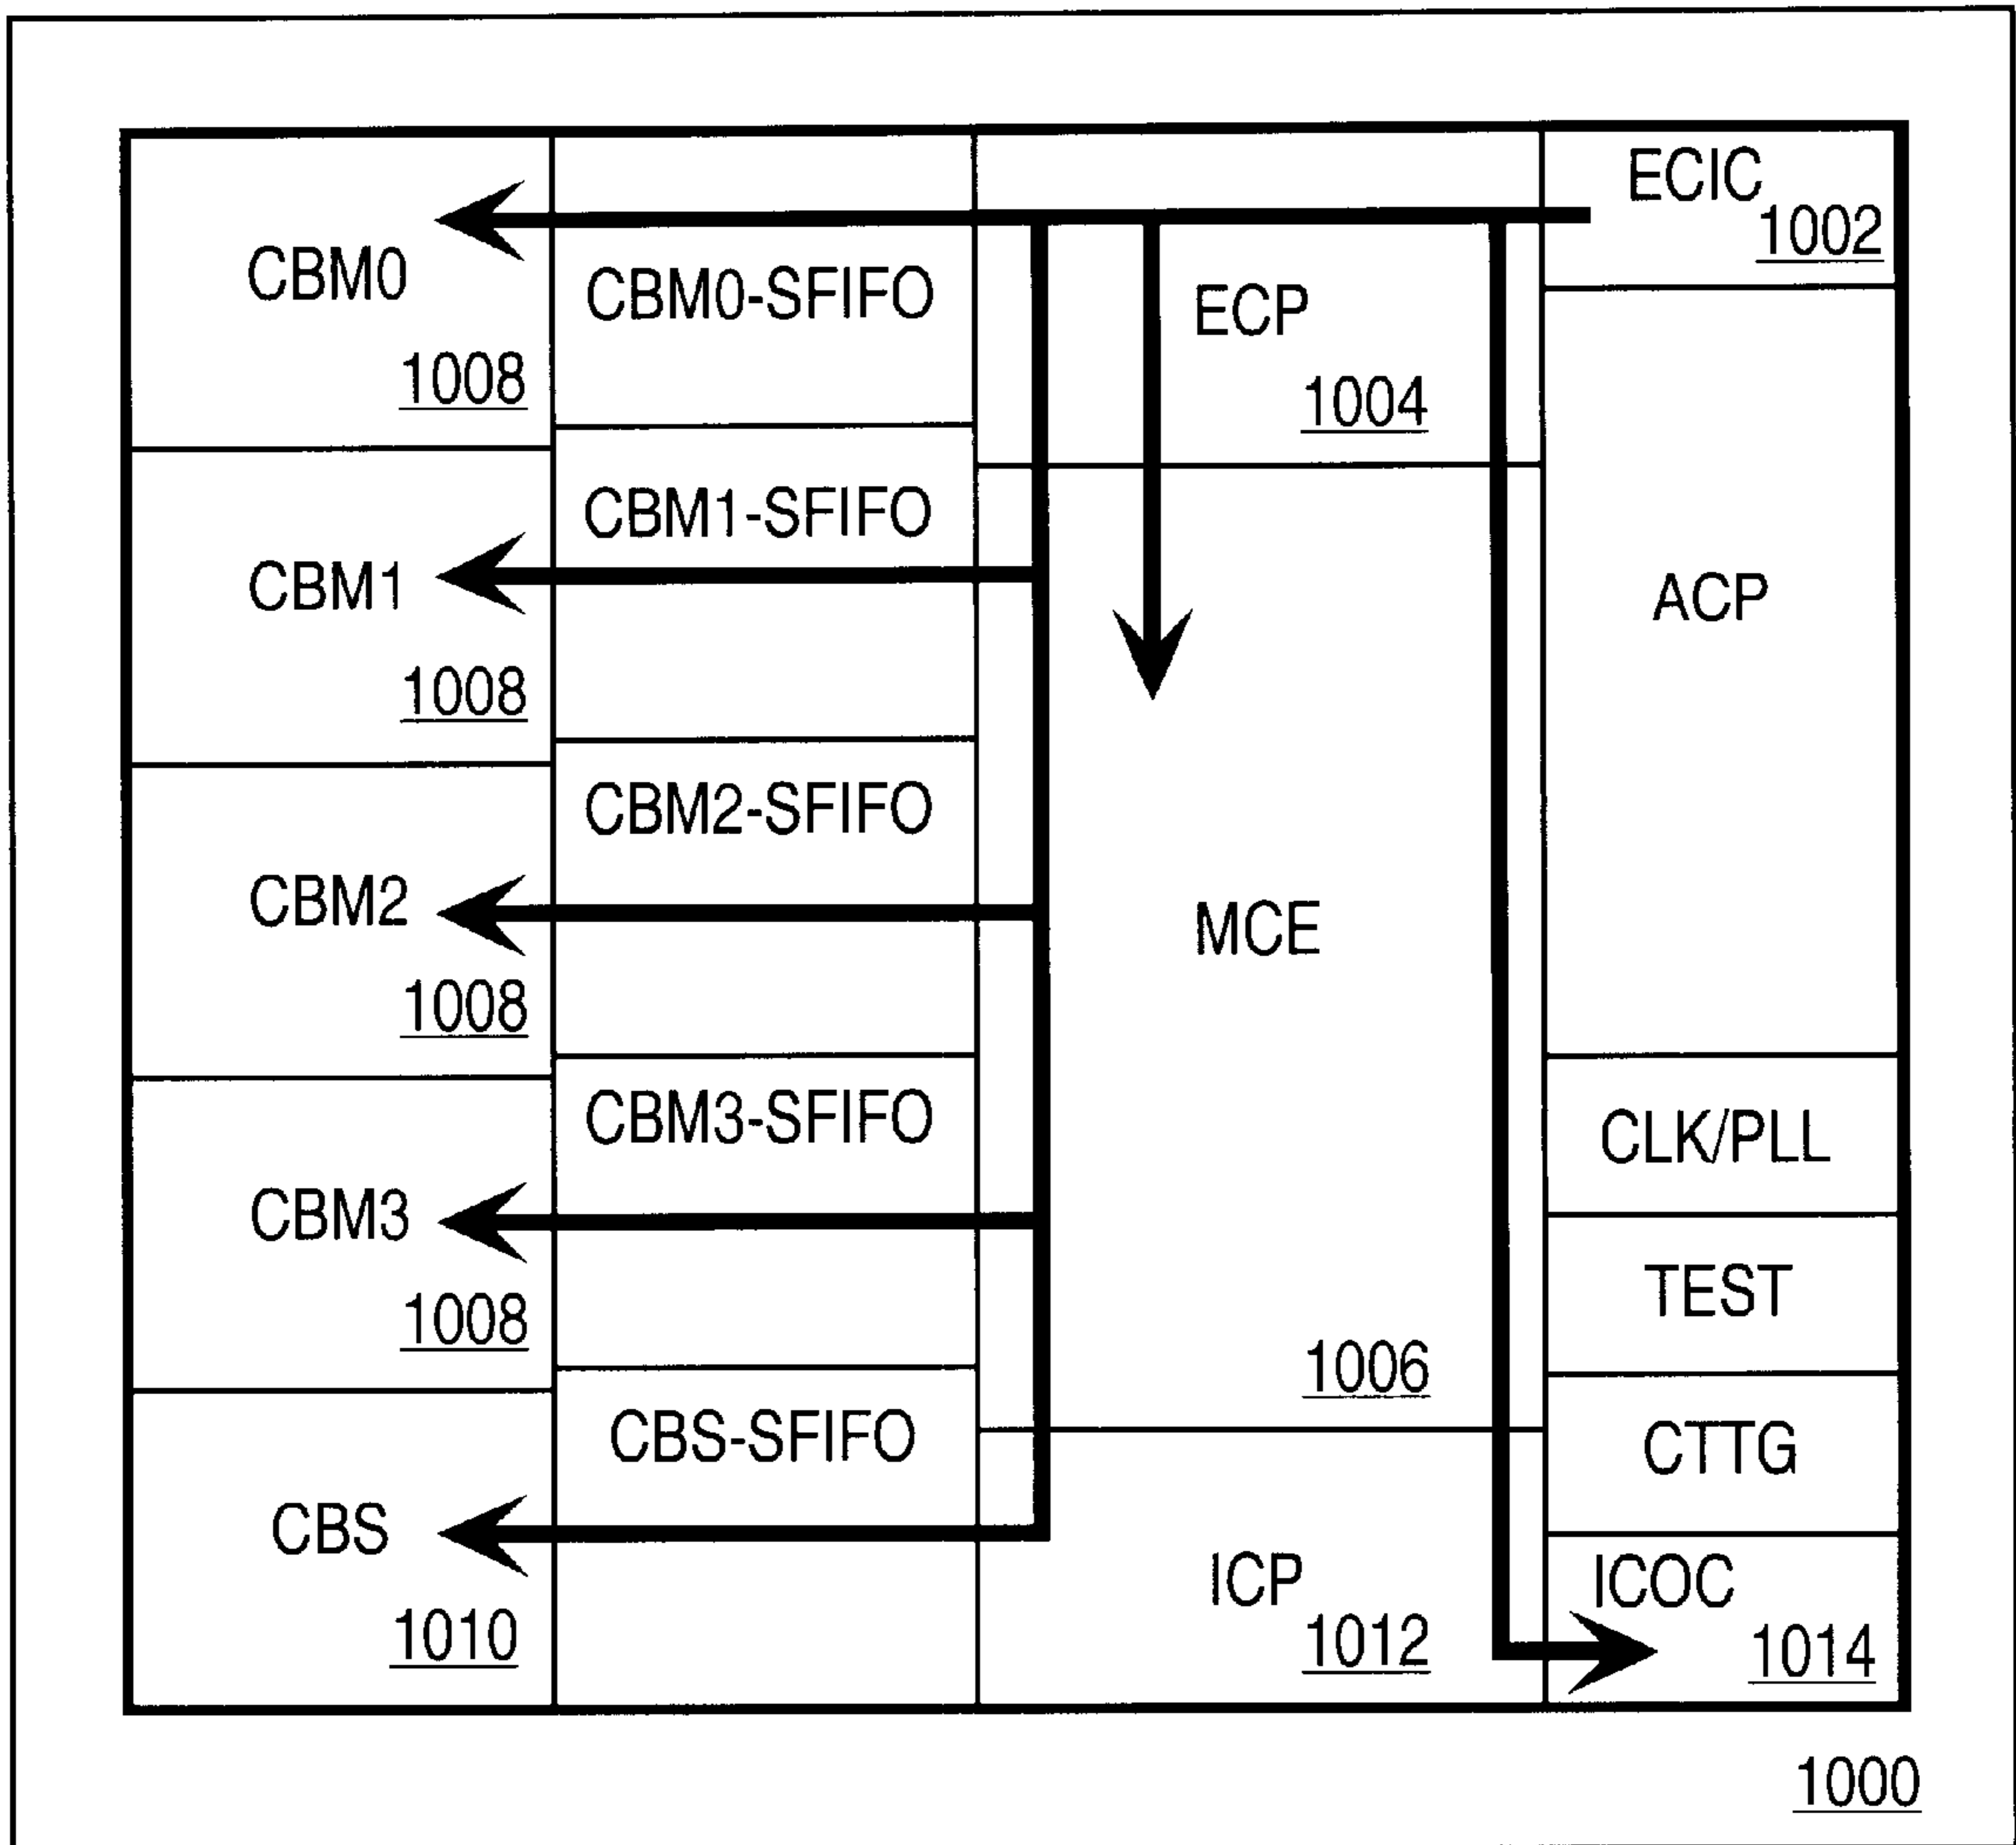 CBM0
1008
CBM1
1008
CBM2
1008
CBM3
1008
CBS
1010
CBM0-SFIFO
CBM1-SFIFO
CBM2-SFIFO
CBM3-SFIFO
CBS-SFIFO
ECP
1004
MCE
1006
ICP
1012
ECIC
1002
ACP
CLK/PLL
TEST
CTTG
ICOC
1014
1000